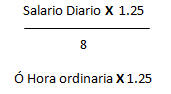 Salario Diario X 1.25
8
Ó Hora ordinaria X 1.25